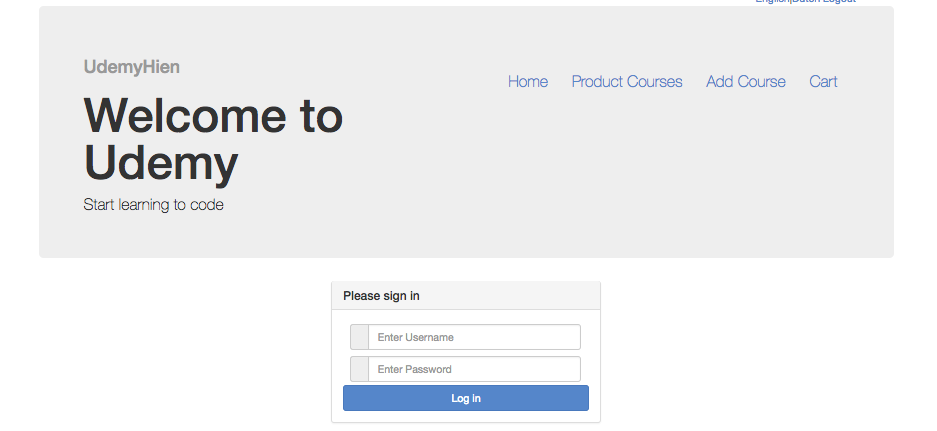 English|Dutch Logout
UdemyHien
Home Product Courses Add Course Cart
Welcome to
Udemy
Start learning to code
Please sign in
Enter Username
Enter Password
Log in